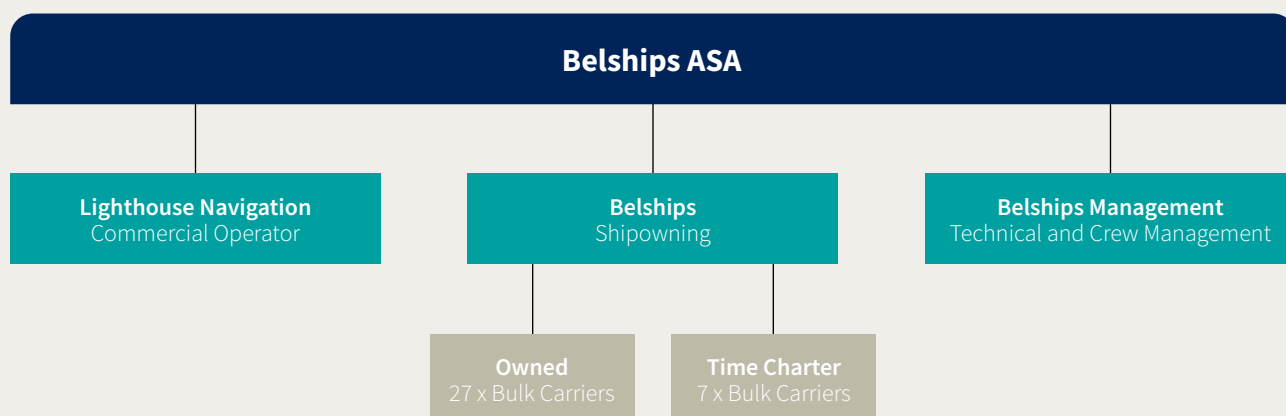 Belships ASA
Lighthouse Navigation
Commercial Operator
Belships
Shipowning
Belships Management
Technical and Crew Management
Owned
27 x Bulk Carriers
Time Charter
7 x Bulk Carriers